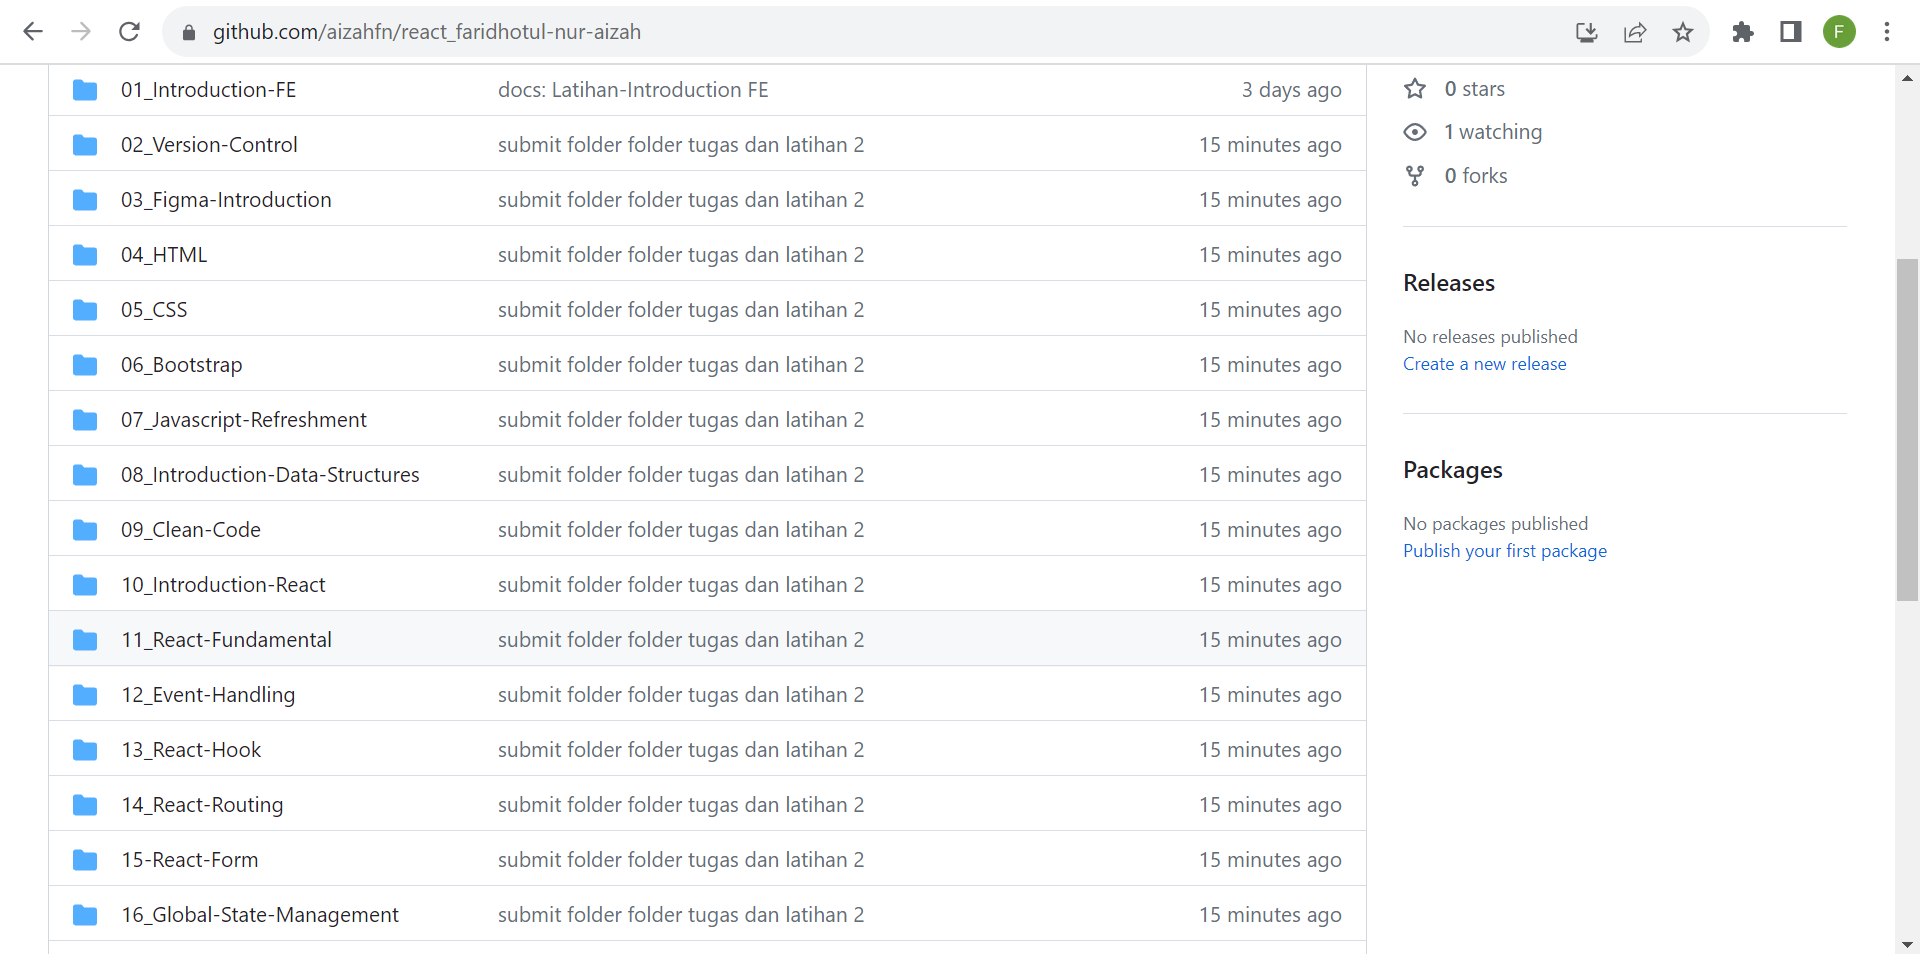 github.com/aizahfn/react_faridhotul-nur-aizah
F
01_Introduction-FE docs: Latihan-Introduction FE 3 days ago
02_Version-Control submit folder folder tugas dan latihan 2 15 minutes ago
03_Figma-Introduction submit folder folder tugas dan latihan 2 15 minutes ago
04_HTML submit folder folder tugas dan latihan 2 15 minutes ago
05_CSS submit folder folder tugas dan latihan 2 15 minutes ago
06_Bootstrap submit folder folder tugas dan latihan 2 15 minutes ago
07_Javascript-Refreshment submit folder folder tugas dan latihan 2 15 minutes ago
08_Introduction-Data-Structures submit folder folder tugas dan latihan 2 15 minutes ago
09_Clean-Code submit folder folder tugas dan latihan 2 15 minutes ago
10_Introduction-React submit folder folder tugas dan latihan 2 15 minutes ago
11_React-Fundamental submit folder folder tugas dan latihan 2 15 minutes ago
12_Event-Handling submit folder folder tugas dan latihan 2 15 minutes ago
13_React-Hook submit folder folder tugas dan latihan 2 15 minutes ago
14_React-Routing submit folder folder tugas dan latihan 2 15 minutes ago
15-React-Form submit folder folder tugas dan latihan 2 15 minutes ago
16_Global-State-Management submit folder folder tugas dan latihan 2 15 minutes ago
0 stars
1 watching
0 forks
Releases
No releases published
Create a new release
Packages
No packages published
Publish your first package